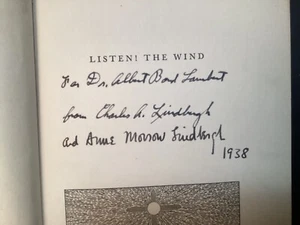 LISTEN! THE WIND
For Dr. Albert Bond Lambert
from Charles A. Lindbergh
and Anne Morrow Lindbergh
1938